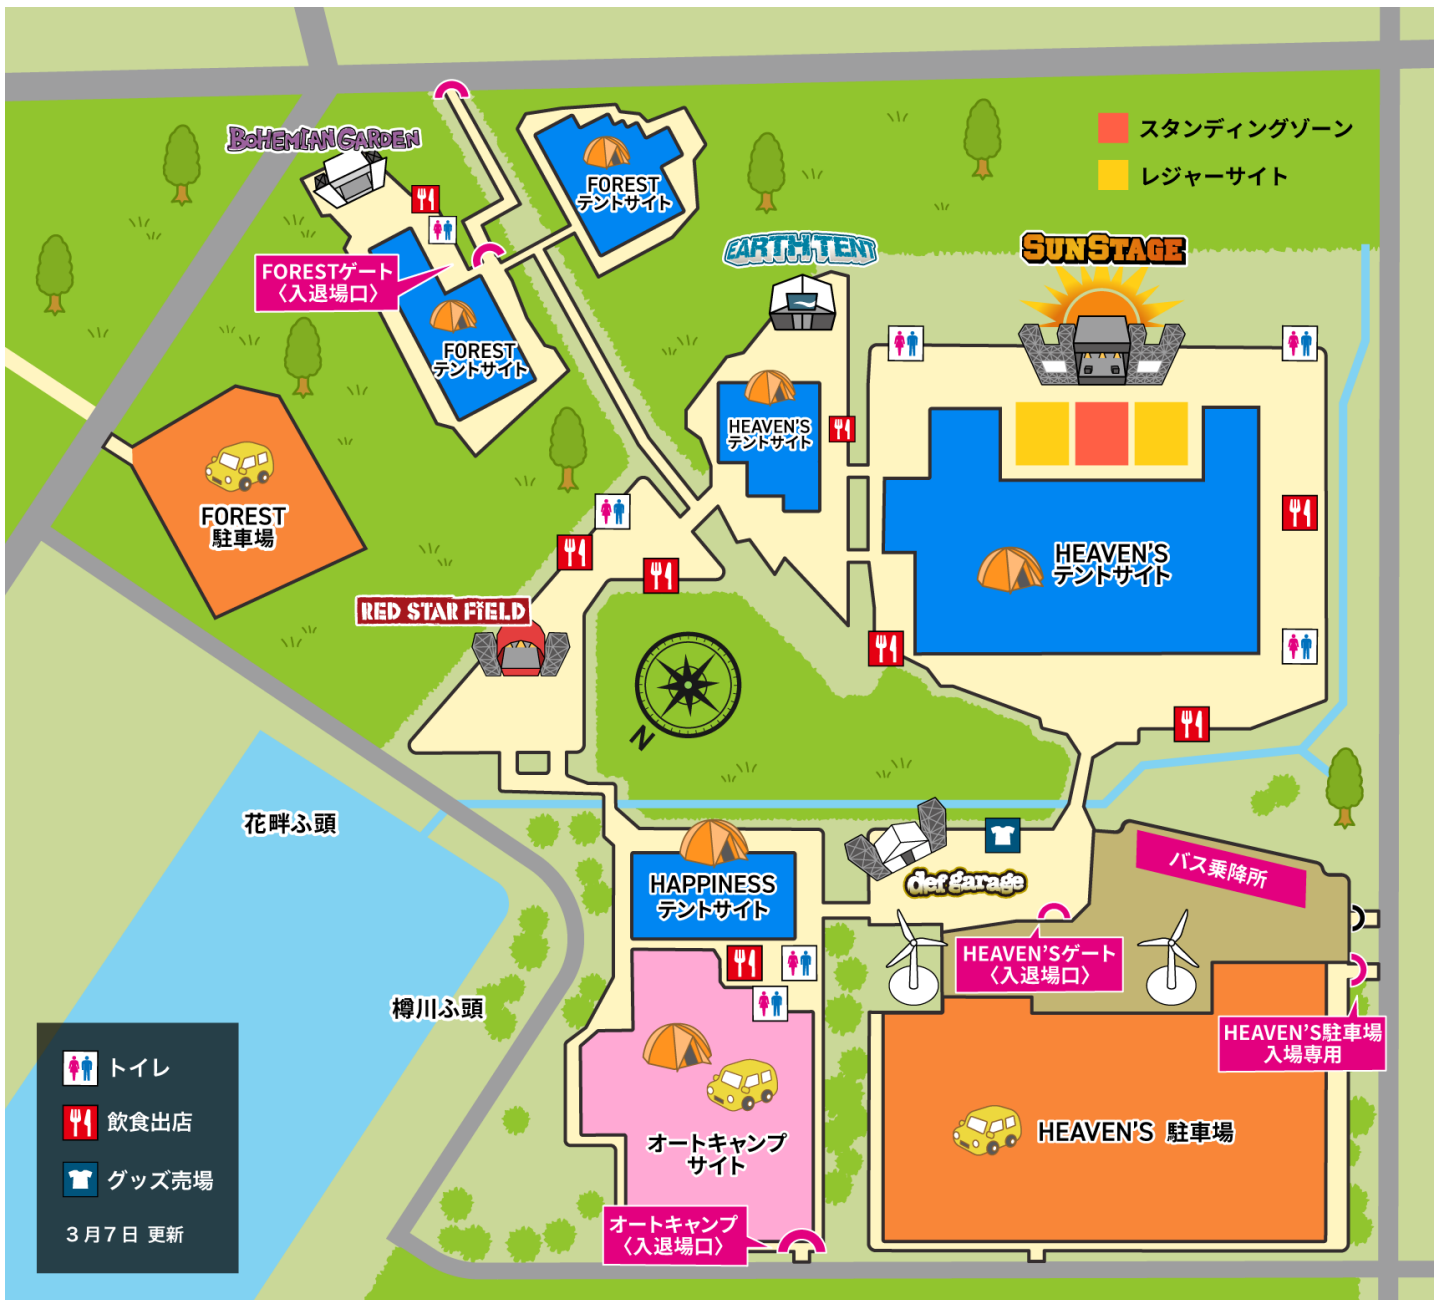 BOHEMIAN GARDEN
スタンディングゾーン
レジャーサイト
FOREST
テントサイト
EARTH TENT
SUN STAGE
FORESTゲート
〈入退場口〉
FOREST
テントサイト
HEAVEN'S
テントサイト
FOREST
駐車場
HEAVEN'S
テントサイト
RED STAR FiELD
N
花畔ふ頭
def garage
バス乗降所
HAPPINESS
テントサイト
HEAVEN'Sゲート
〈入退場口〉
樽川ふ頭
HEAVEN'S駐車場
入場専用
オートキャンプ
サイト
HEAVEN'S 駐車場
オートキャンプ
〈入退場口〉
トイレ
飲食出店
グッズ売場
3月7日 更新